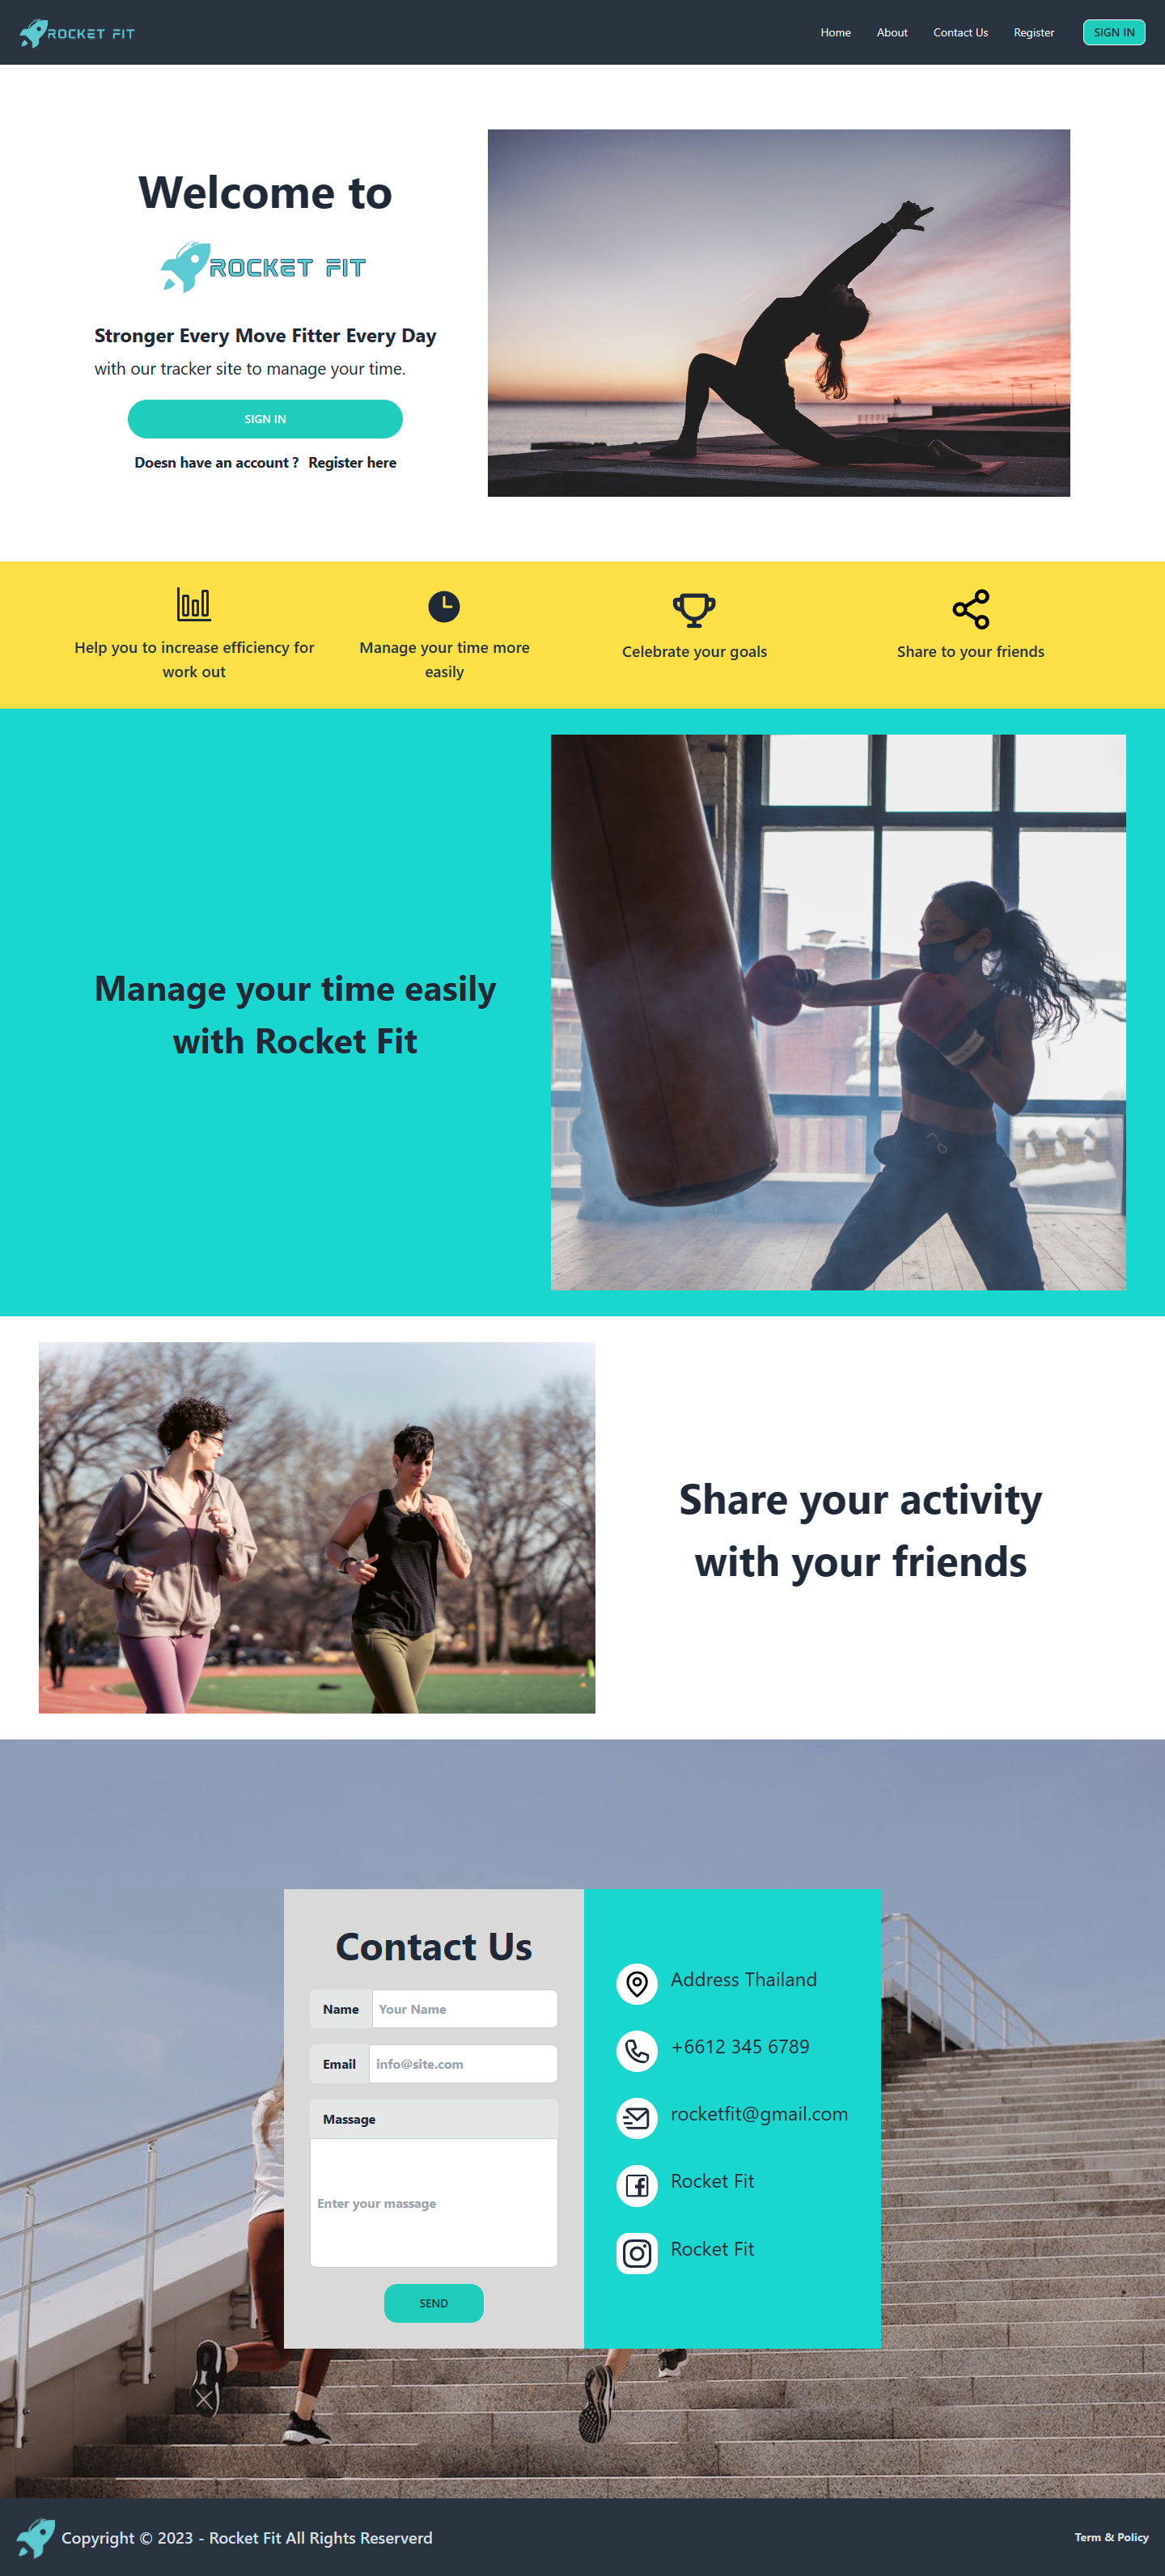 ROCKET FIT
Home About Contact Us Register SIGN IN
Welcome to
ROCKET FIT
Stronger Every Move Fitter Every Day
with our tracker site to manage your time.
SIGN IN
Doesn have an account ? Register here
Help you to increase efficiency for
work out
Manage your time more
easily
Celebrate your goals
Share to your friends
Manage your time easily
with Rocket Fit
Share your activity
with your friends
Contact Us
Name Your Name
Email info@site.com
Massage
Enter your massage
SEND
Address Thailand
+6612 345 6789
rocketfit@gmail.com
Rocket Fit
Rocket Fit
Copyright © 2023 - Rocket Fit All Rights Reserverd
Term & Policy